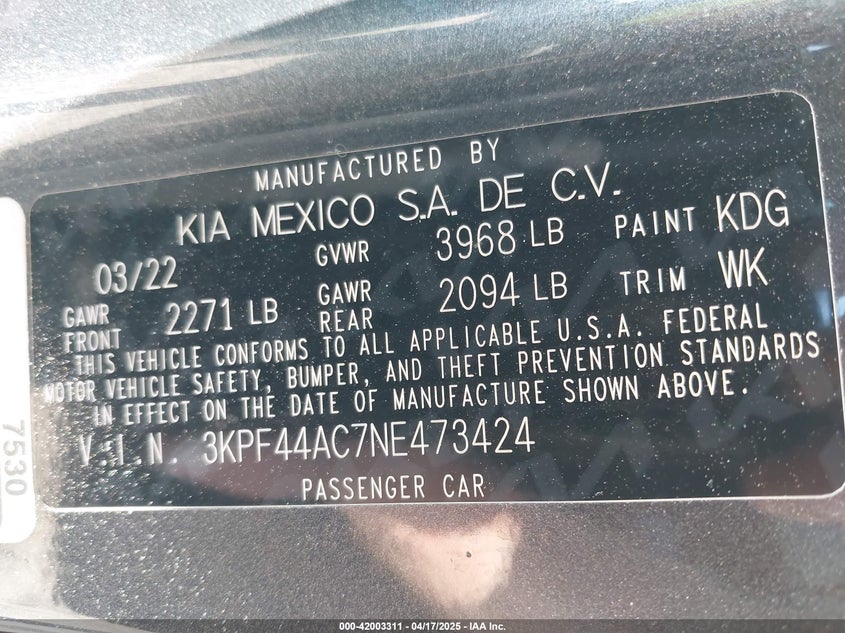 MANUFACTURED BY
KIA MEXICO S.A. DE C.V.
03/22 GVWR 3968 LB PAINT KDG
GAWR FRONT 2271 LB GAWR REAR 2094 LB TRIM WK
THIS VEHICLE CONFORMS TO ALL APPLICABLE U.S.A. FEDERAL
MOTOR VEHICLE SAFETY, BUMPER, AND THEFT PREVENTION STANDARDS
IN EFFECT ON THE DATE OF MANUFACTURE SHOWN ABOVE.
V.I.N. 3KPF44AC7NE473424
PASSENGER CAR
7530
000-42003311 - 04/17/2025 - IAA Inc.